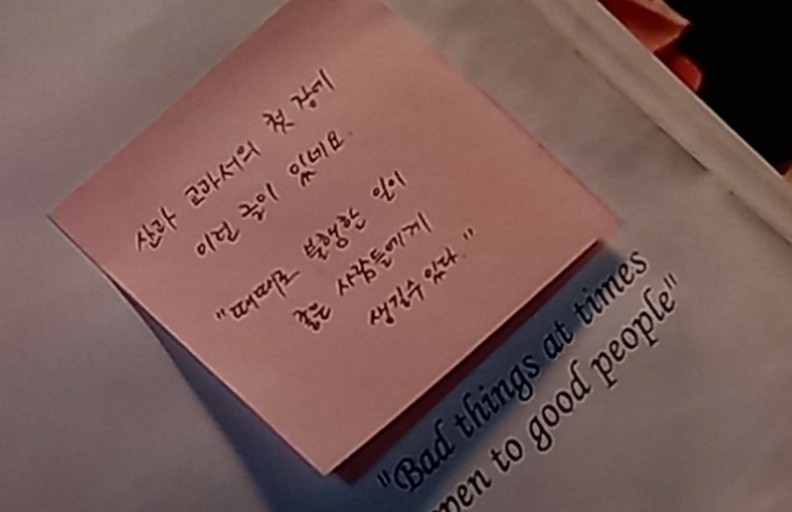 산과 교과서의 첫 장에
이런 글이 있네요.
"때때로 불행한 일이
좋은 사람들에게
생길수 있다."
"Bad things at times
to good people"